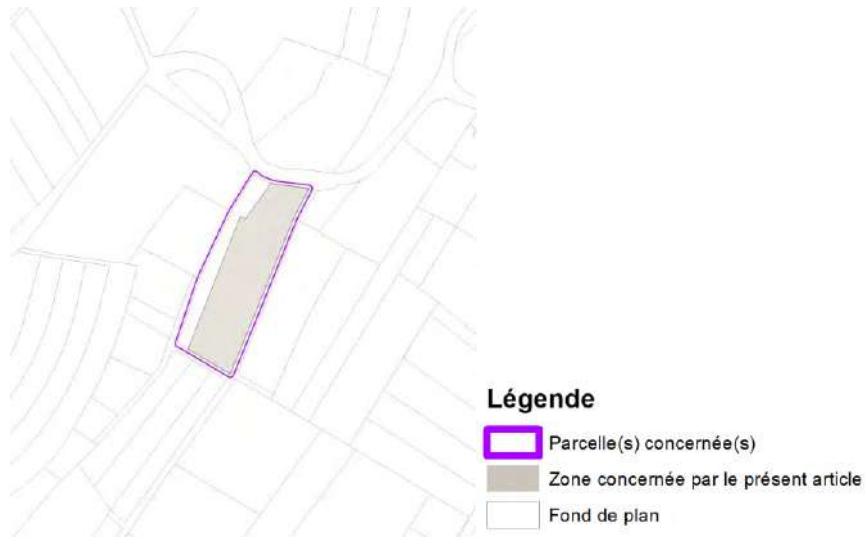 Légende
Parcelle(s) concernée(s)
Zone concernée par le présent article
Fond de plan